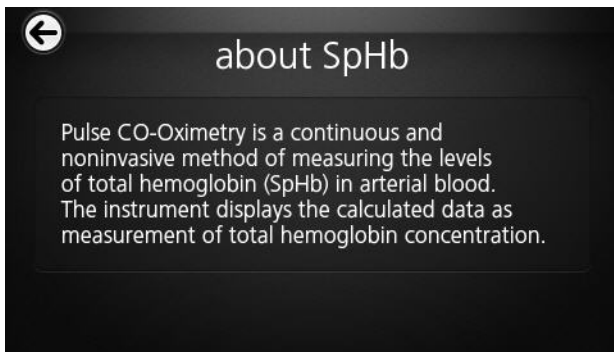 about SpHb
Pulse CO-Oximetry is a continuous and
noninvasive method of measuring the levels
of total hemoglobin (SpHb) in arterial blood.
The instrument displays the calculated data as
measurement of total hemoglobin concentration.